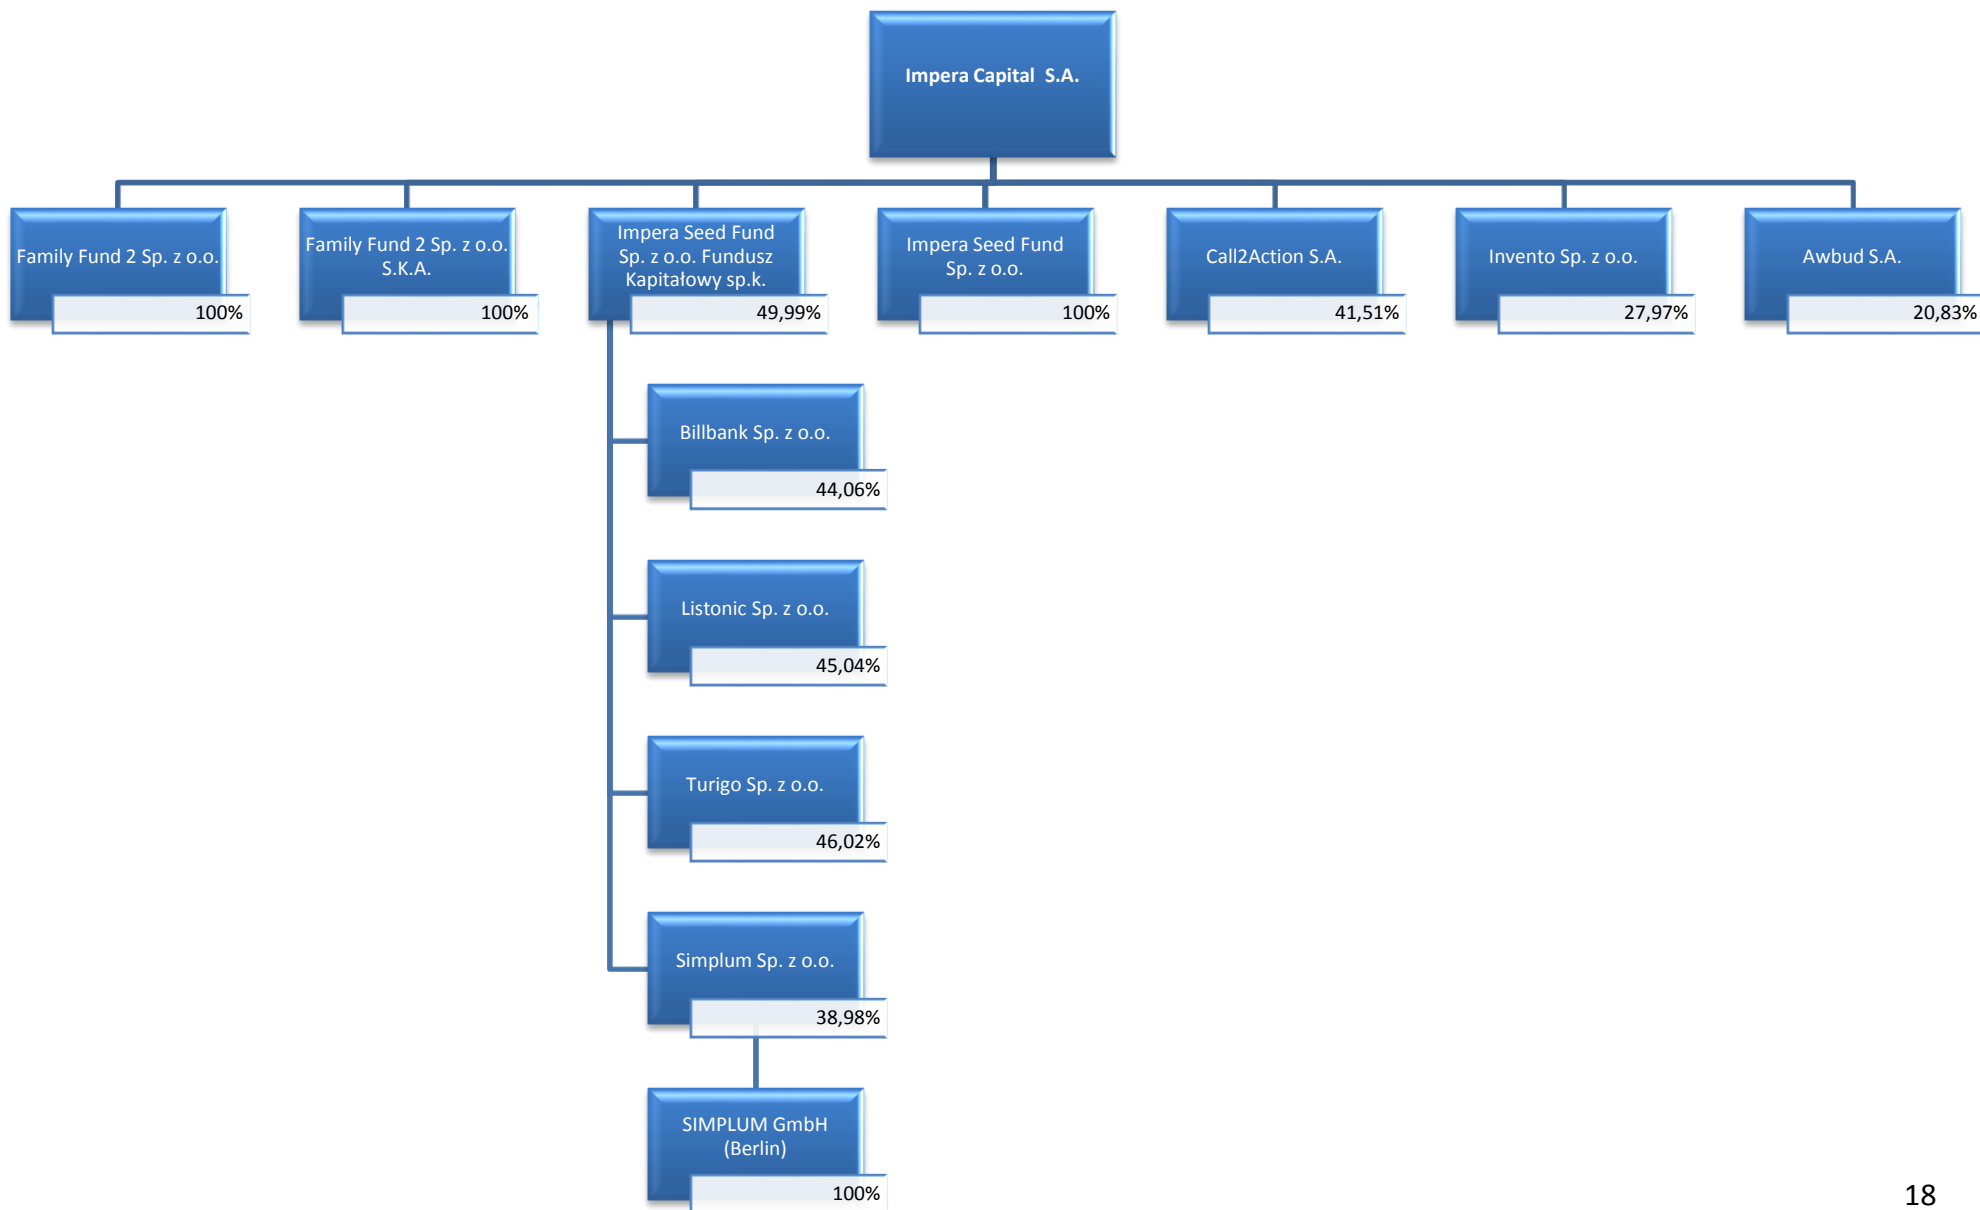 Impera Capital  S.A.
Family Fund 2 Sp. z o.o.
100%
Family Fund 2 Sp. z o.o.
S.K.A.
100%
Impera Seed Fund
Sp. z o.o. Fundusz
Kapitałowy sp.k.
49,99%
Impera Seed Fund
Sp. z o.o.
100%
Call2Action S.A.
41,51%
Invento Sp. z o.o.
27,97%
Awbud S.A.
20,83%
Billbank Sp. z o.o.
44,06%
Listonic Sp. z o.o.
45,04%
Turigo Sp. z o.o.
46,02%
Simplum Sp. z o.o.
38,98%
SIMPLUM GmbH
(Berlin)
100%
18